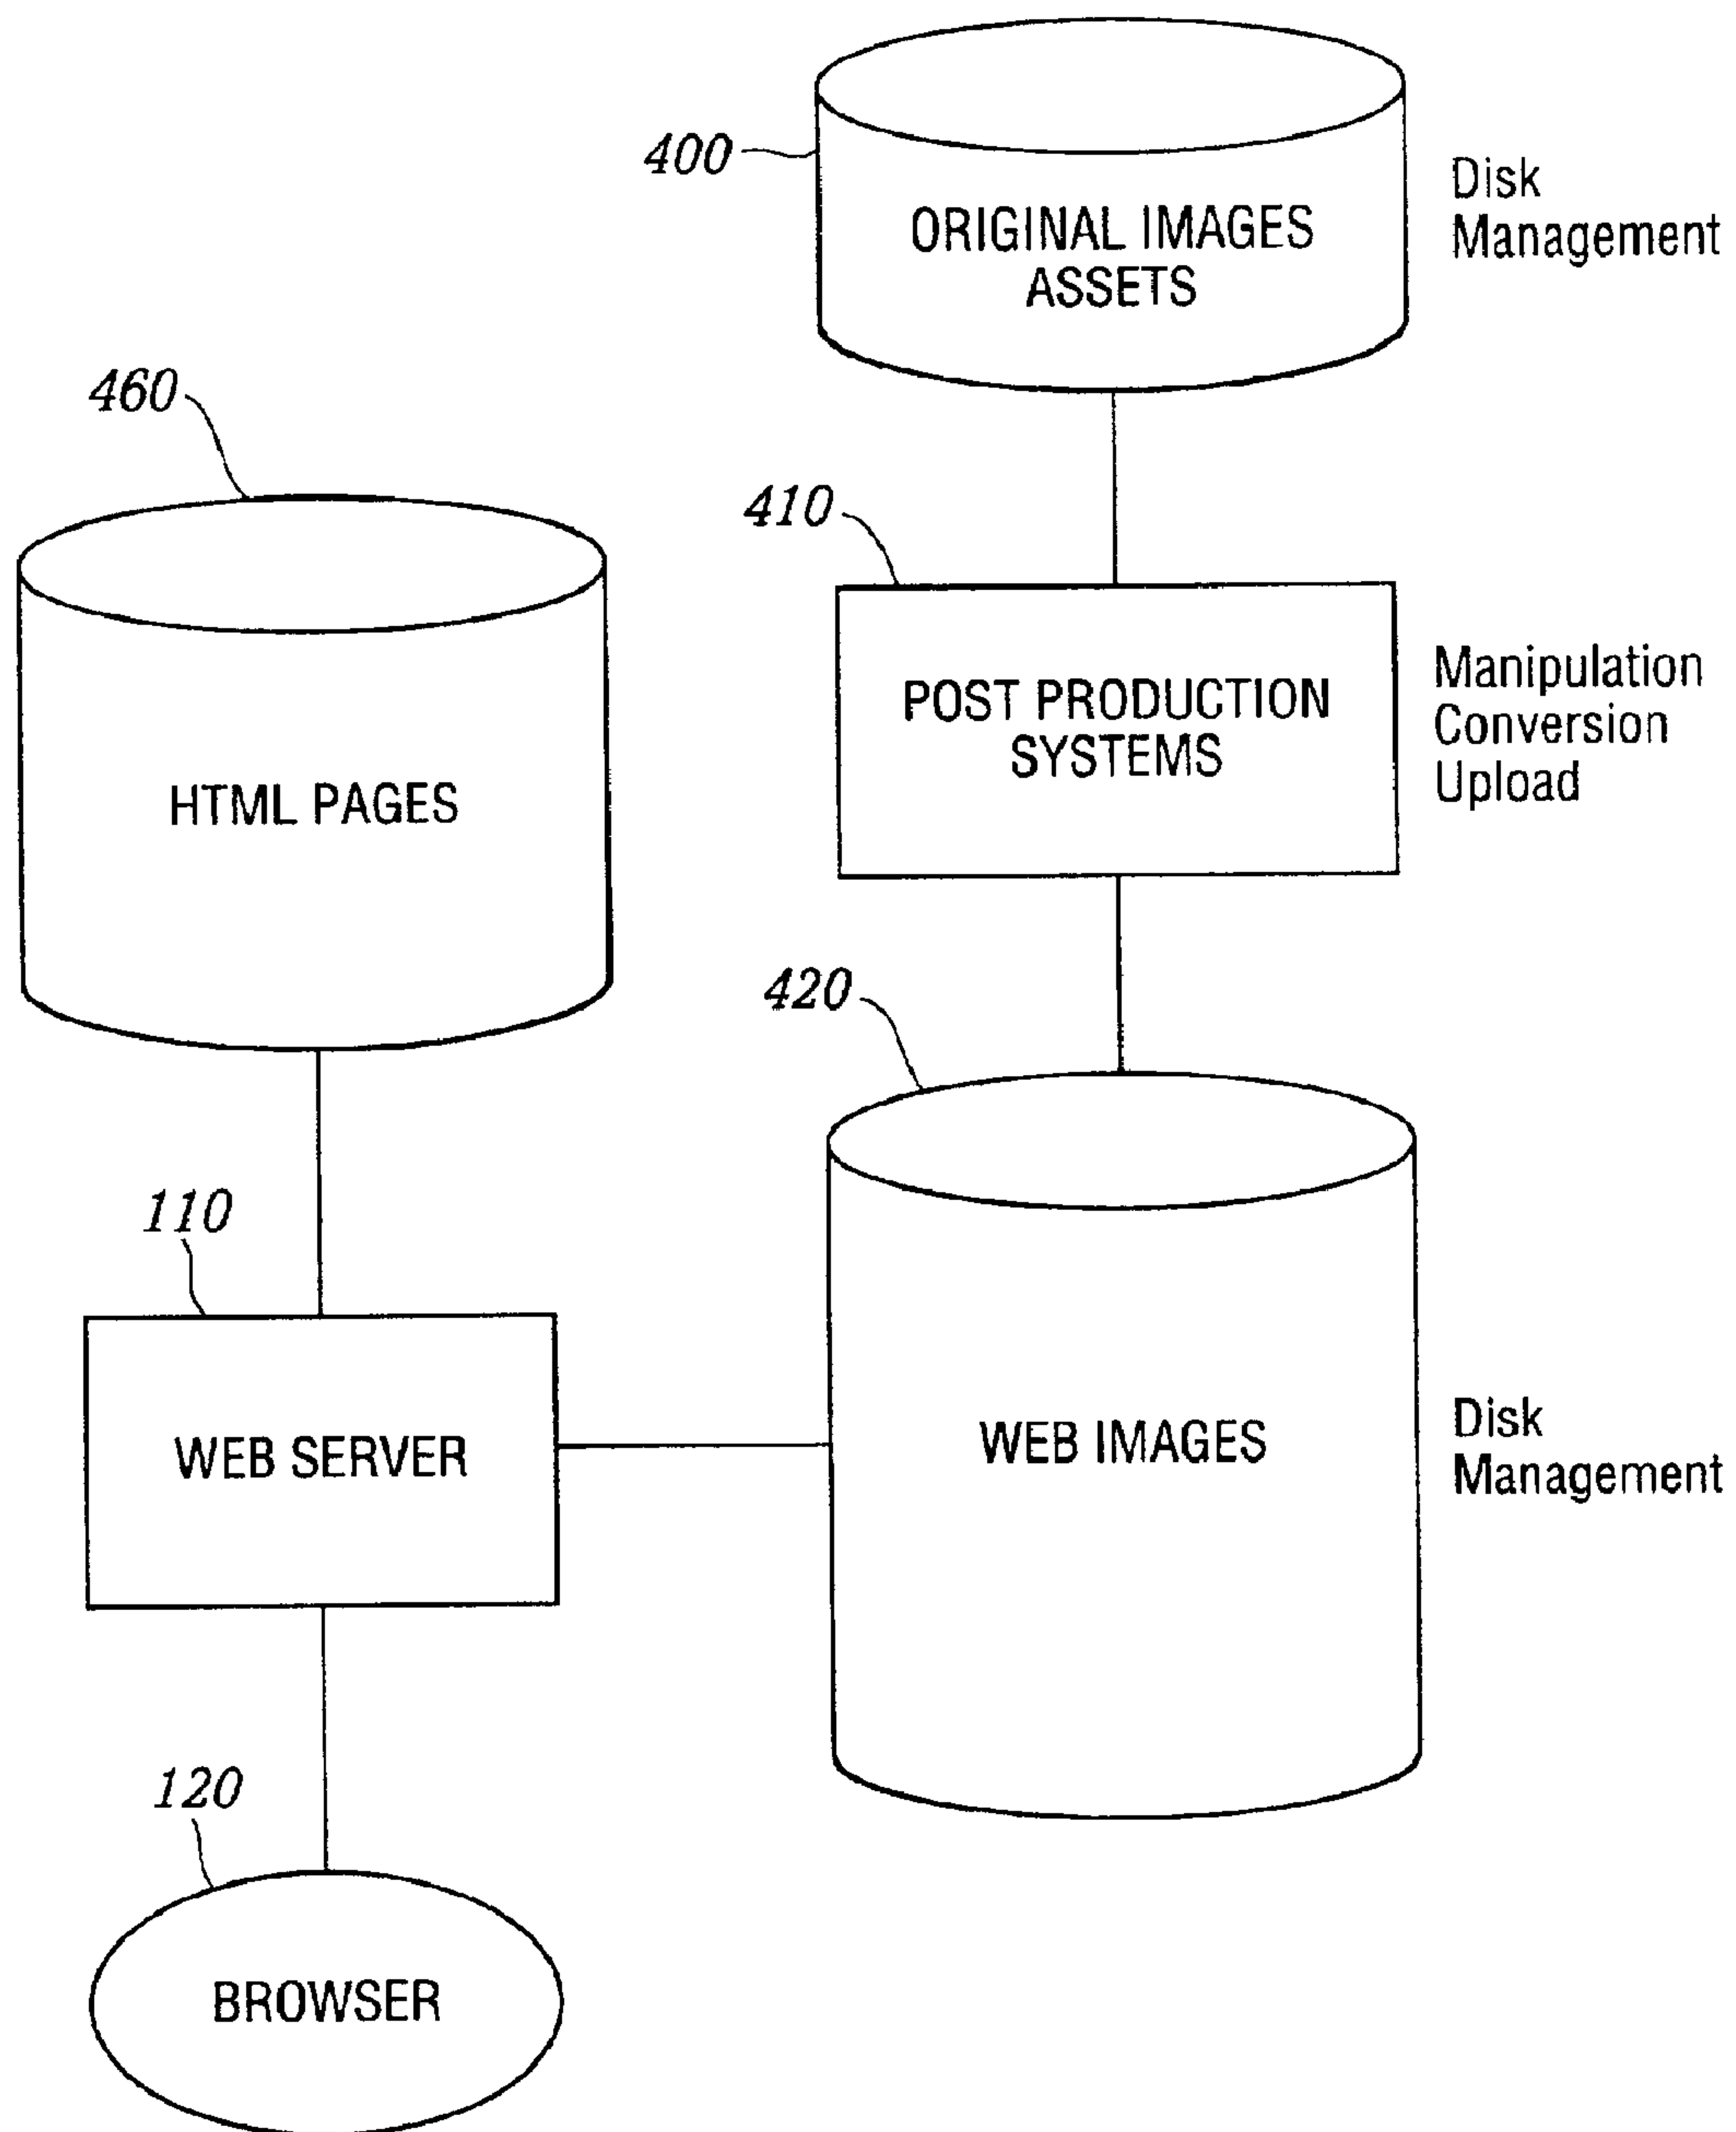 400
ORIGINAL IMAGES
ASSETS
Disk
Management
460
HTML PAGES
410
POST PRODUCTION
SYSTEMS
Manipulation
Conversion
Upload
420
WEB IMAGES
Disk
Management
110
WEB SERVER
120
BROWSER